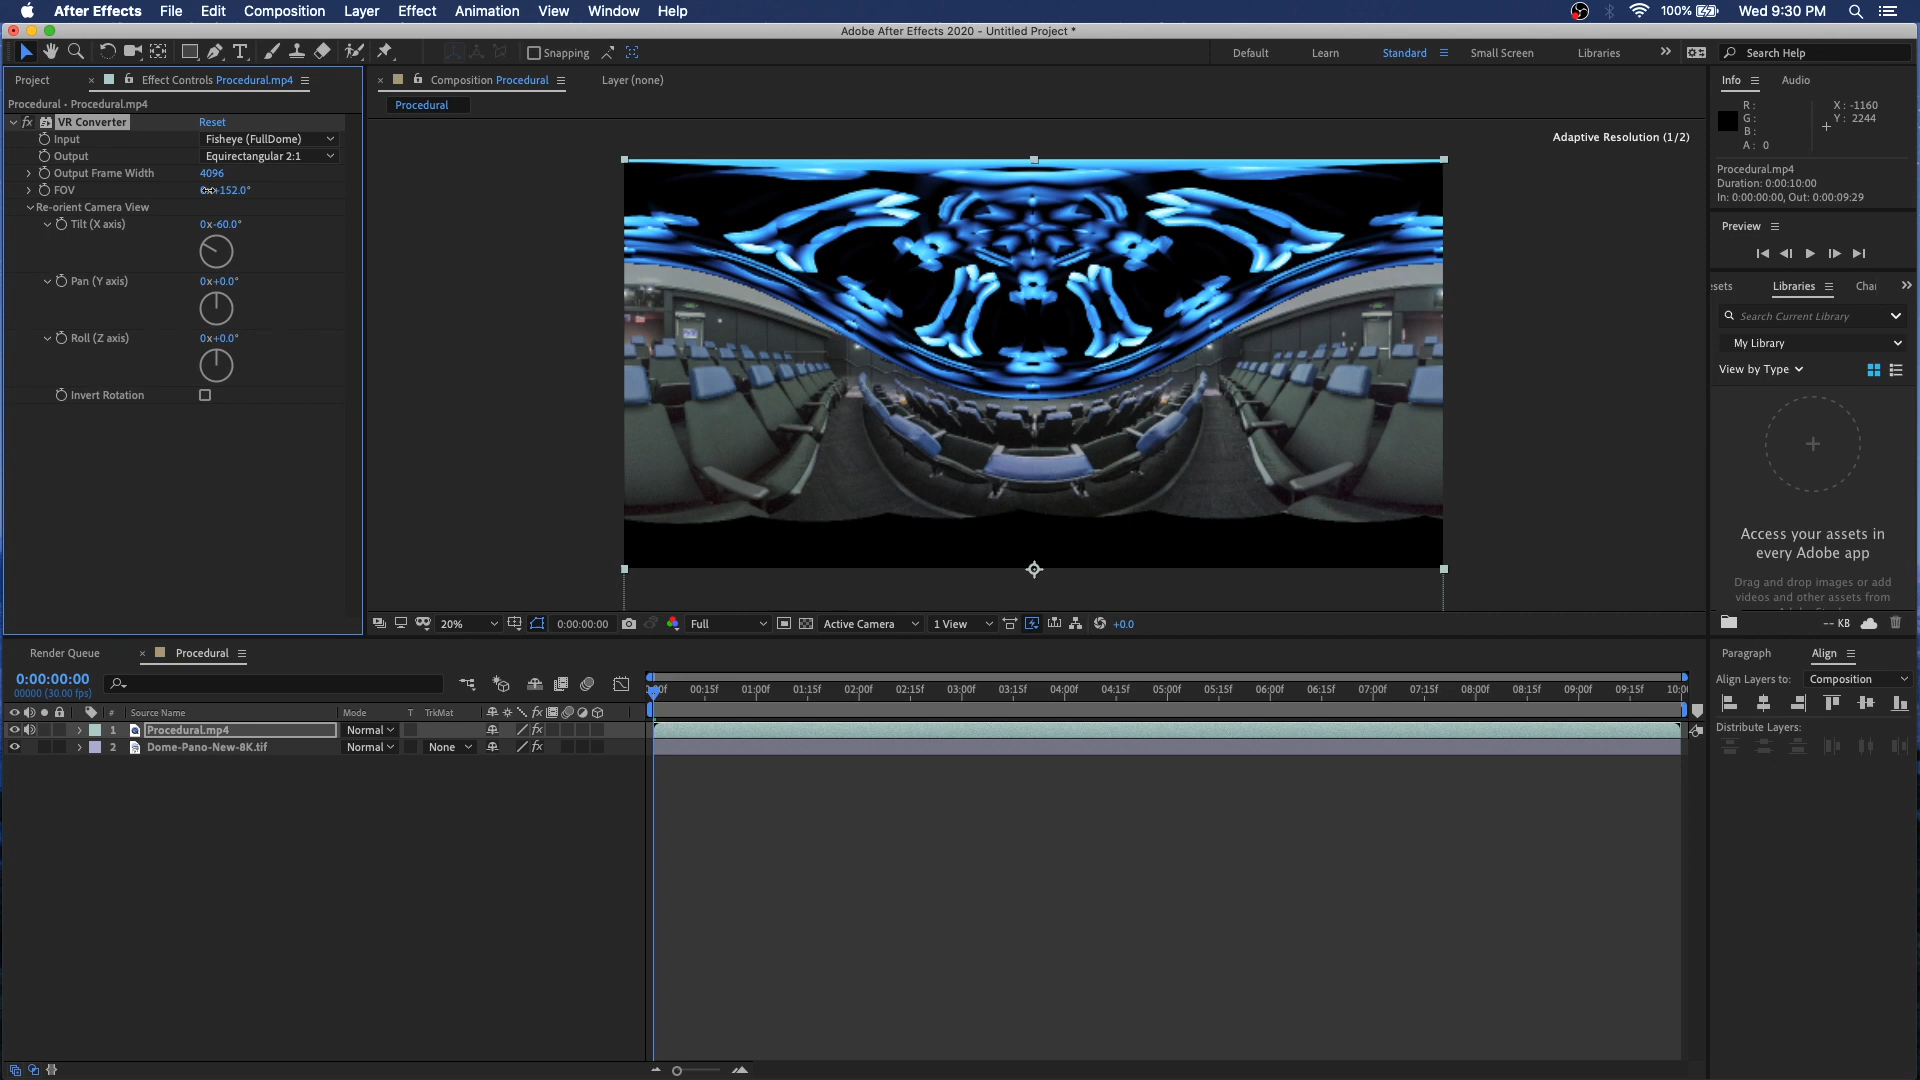 After Effects File Edit Composition Layer Effect Animation View Window Help 100% Wed 9:30 PM
Adobe After Effects 2020 - Untitled Project *
T Snapping Default Learn Standard Small Screen Libraries Search Help
Project Effect Controls Procedural.mp4
Procedural • Procedural.mp4
fx VR Converter Reset
Input Fisheye (FullDome)
Output Equirectangular 2:1
Output Frame Width 4096
FOV +152.0°
Re-orient Camera View
Tilt (X axis) 0x-60.0°
Pan (Y axis) 0x+0.0°
Roll (Z axis) 0x+0.0°
Invert Rotation
Composition Procedural Layer (none)
Procedural
Adaptive Resolution (1/2)
20% 0:00:00:00 Full Active Camera 1 View +0.0
Info Audio
R : X : -1160
G : Y : 2244
B :
A : 0
Procedural.mp4
Duration: 0:00:10:00
In: 0:00:00:00, Out: 0:00:09:29
Preview
sets Libraries Cha
Search Current Library
My Library
View by Type
Access your assets in
every Adobe app
Drag and drop images or add
videos and other assets from
-- KB
Render Queue Procedural
0:00:00:00
00000 (30.00 fps)
00:15f 01:00f 01:15f 02:00f 02:15f 03:00f 03:15f 04:00f 04:15f 05:00f 05:15f 06:00f 06:15f 07:00f 07:15f 08:00f 08:15f 09:00f 09:15f 10:0
# Source Name Mode T TrkMat fx
1 Procedural.mp4 Normal fx
2 Dome-Pano-New-8K.tif Normal None fx
Paragraph Align
Align Layers to: Composition
Distribute Layers: